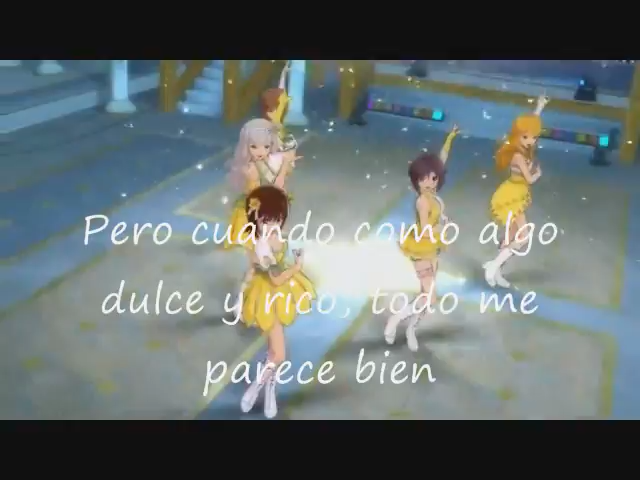 Pero cuando como algo
dulce y rico, todo me
parece bien